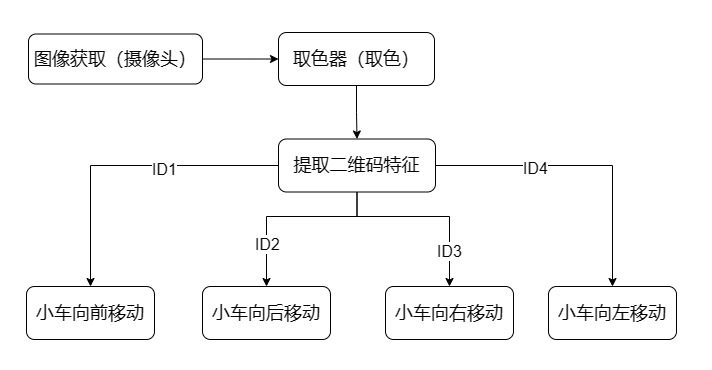 图像获取（摄像头）
取色器（取色）
提取二维码特征
ID1
ID4
ID2
ID3
小车向前移动
小车向后移动
小车向右移动
小车向左移动